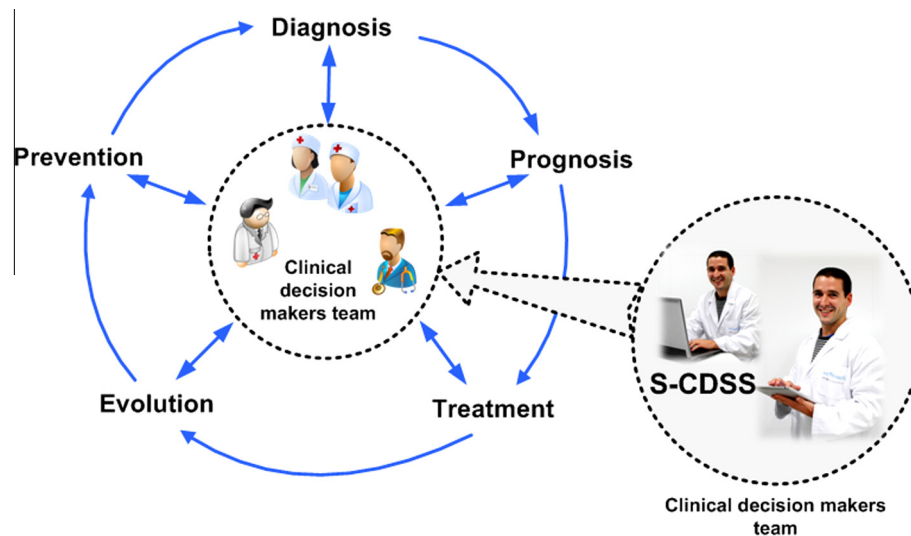 Diagnosis
Prevention
Prognosis
Clinical
decision
makers team
S-CDSS
Evolution
Treatment
Clinical decision makers
team